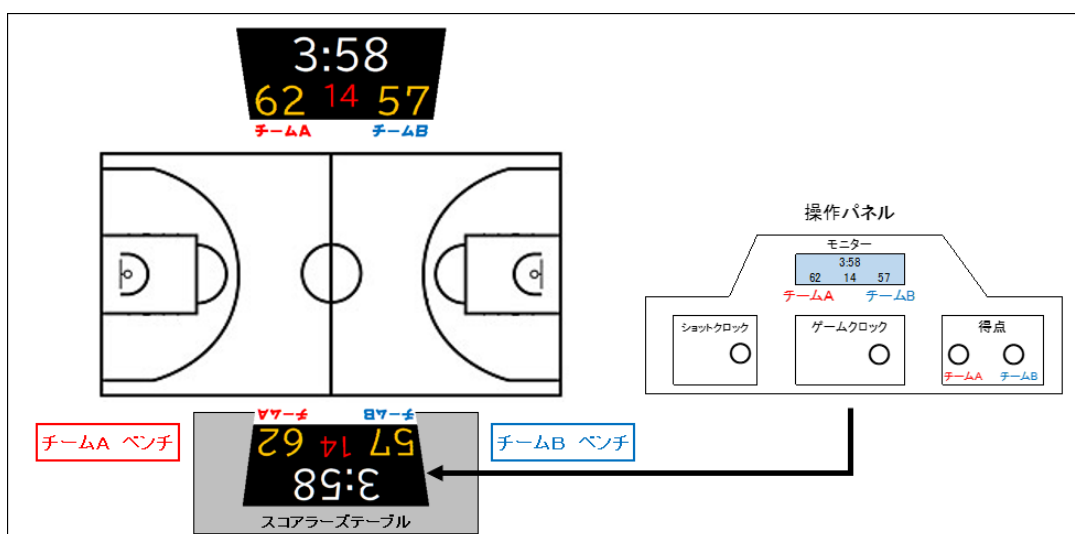 3:58
62 14 57
チームA チームB
操作パネル
モニター
3:58
62 14 57
チームA チームB
ショットクロック
ゲームクロック
得点
チームA チームB
チームA ベンチ
チームA チームB
62 14 57
3:58
スコアラーズテーブル
チームB ベンチ